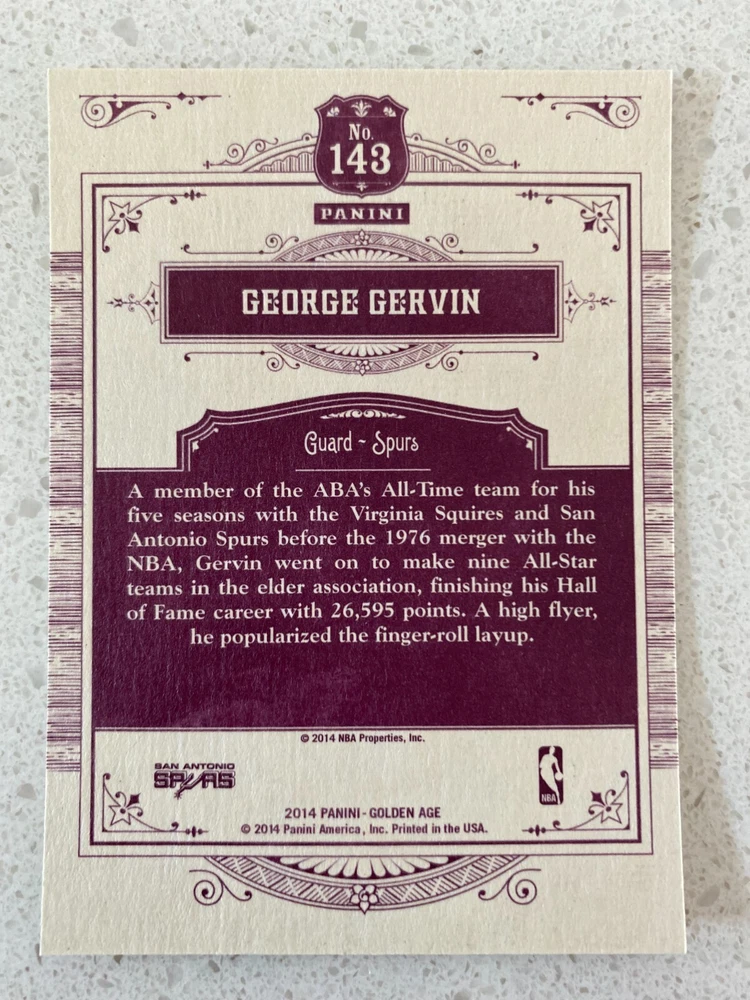 No.
143
PANINI
GEORGE GERVIN
Guard ~ Spurs
A member of the ABA's All-Time team for his
five seasons with the Virginia Squires and San
Antonio Spurs before the 1976 merger with the
NBA, Gervin went on to make nine All-Star
teams in the elder association, finishing his Hall
of Fame career with 26,595 points. A high flyer,
he popularized the finger-roll layup.
© 2014 NBA Properties, Inc.
SAN ANTONIO
SPURS
NBA
2014 PANINI - GOLDEN AGE
© 2014 Panini America, Inc. Printed in the USA.